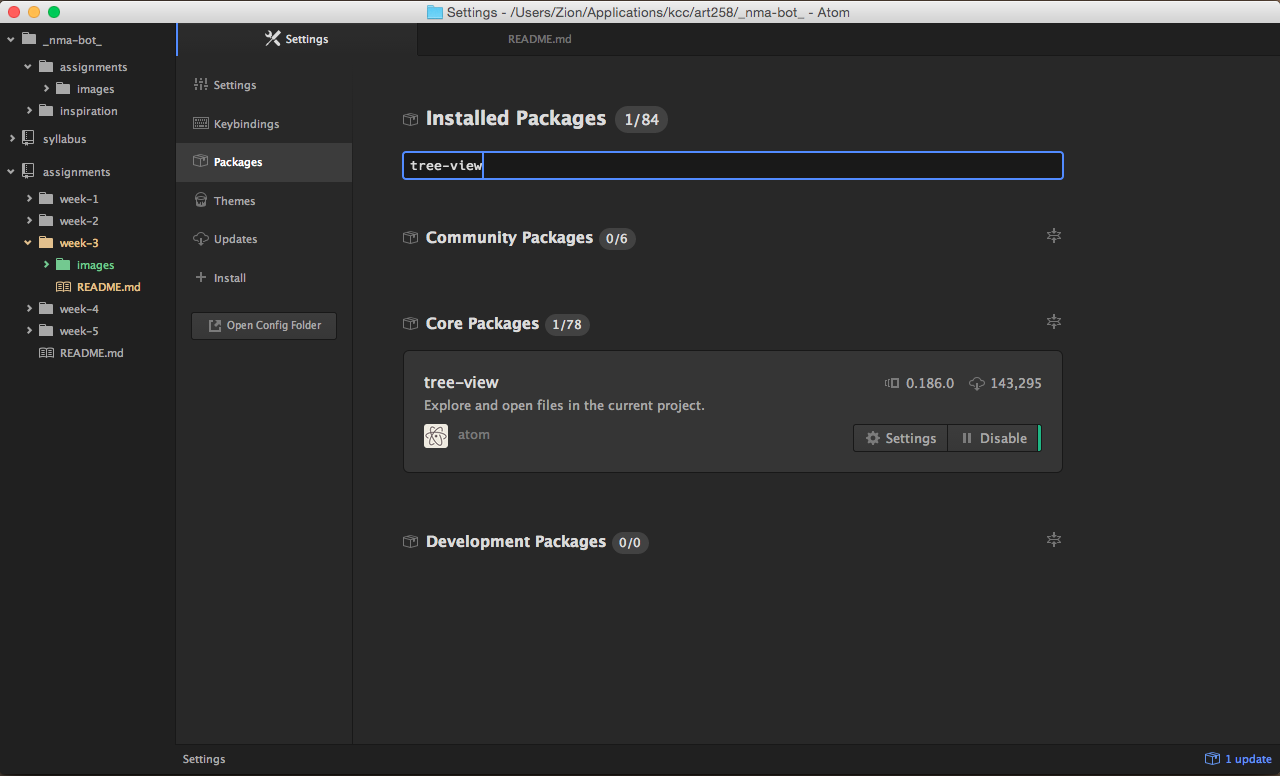 Settings - /Users/Zion/Applications/kcc/art258/_nma-bot_ - Atom
_nma-bot_
assignments
images
inspiration
syllabus
assignments
week-1
week-2
week-3
images
README.md
week-4
week-5
README.md
Settings
README.md
Settings
Keybindings
Packages
Themes
Updates
Install
Open Config Folder
Installed Packages 1/84
tree-view
Community Packages 0/6
Core Packages 1/78
tree-view 0.186.0 143,295
Explore and open files in the current project.
atom
Settings Disable
Development Packages 0/0
Settings
1 update